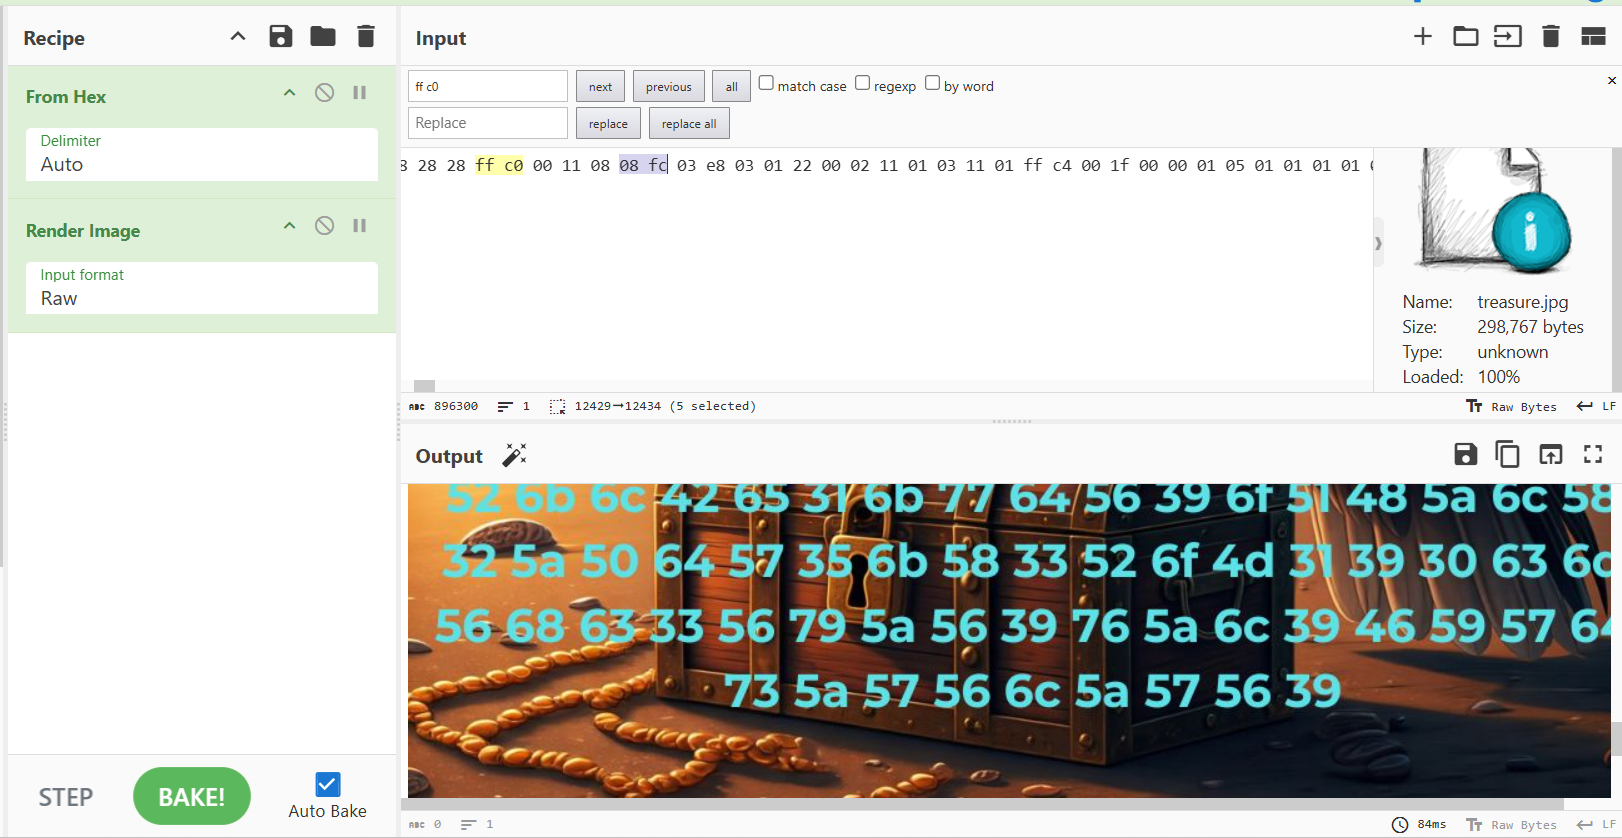 Recipe
From Hex
Delimiter
Auto
Render Image
Input format
Raw
STEP
BAKE!
Auto Bake
Input
ff c0
next previous all match case regexp by word
Replace
replace replace all
×
28 28 ff c0 00 11 08 08 fc 03 e8 03 01 22 00 02 11 01 03 11 01 ff c4 00 1f 00 00 01 05 01 01 01 01
Name: treasure.jpg
Size: 298,767 bytes
Type: unknown
Loaded: 100%
ABC 896300 1 12429→12434 (5 selected)
Raw Bytes LF
Output
52 6b 6c 42 65 31 6b 77 64 56 39 6f 51 48 5a 6c 58
32 5a 50 64 57 35 6b 58 33 52 6f 4d 31 39 30 63 6d
56 68 63 33 56 79 5a 56 39 76 5a 6c 39 46 59 57 64
73 5a 57 56 6c 5a 57 56 39
ABC 0 1
84ms Raw Bytes LF